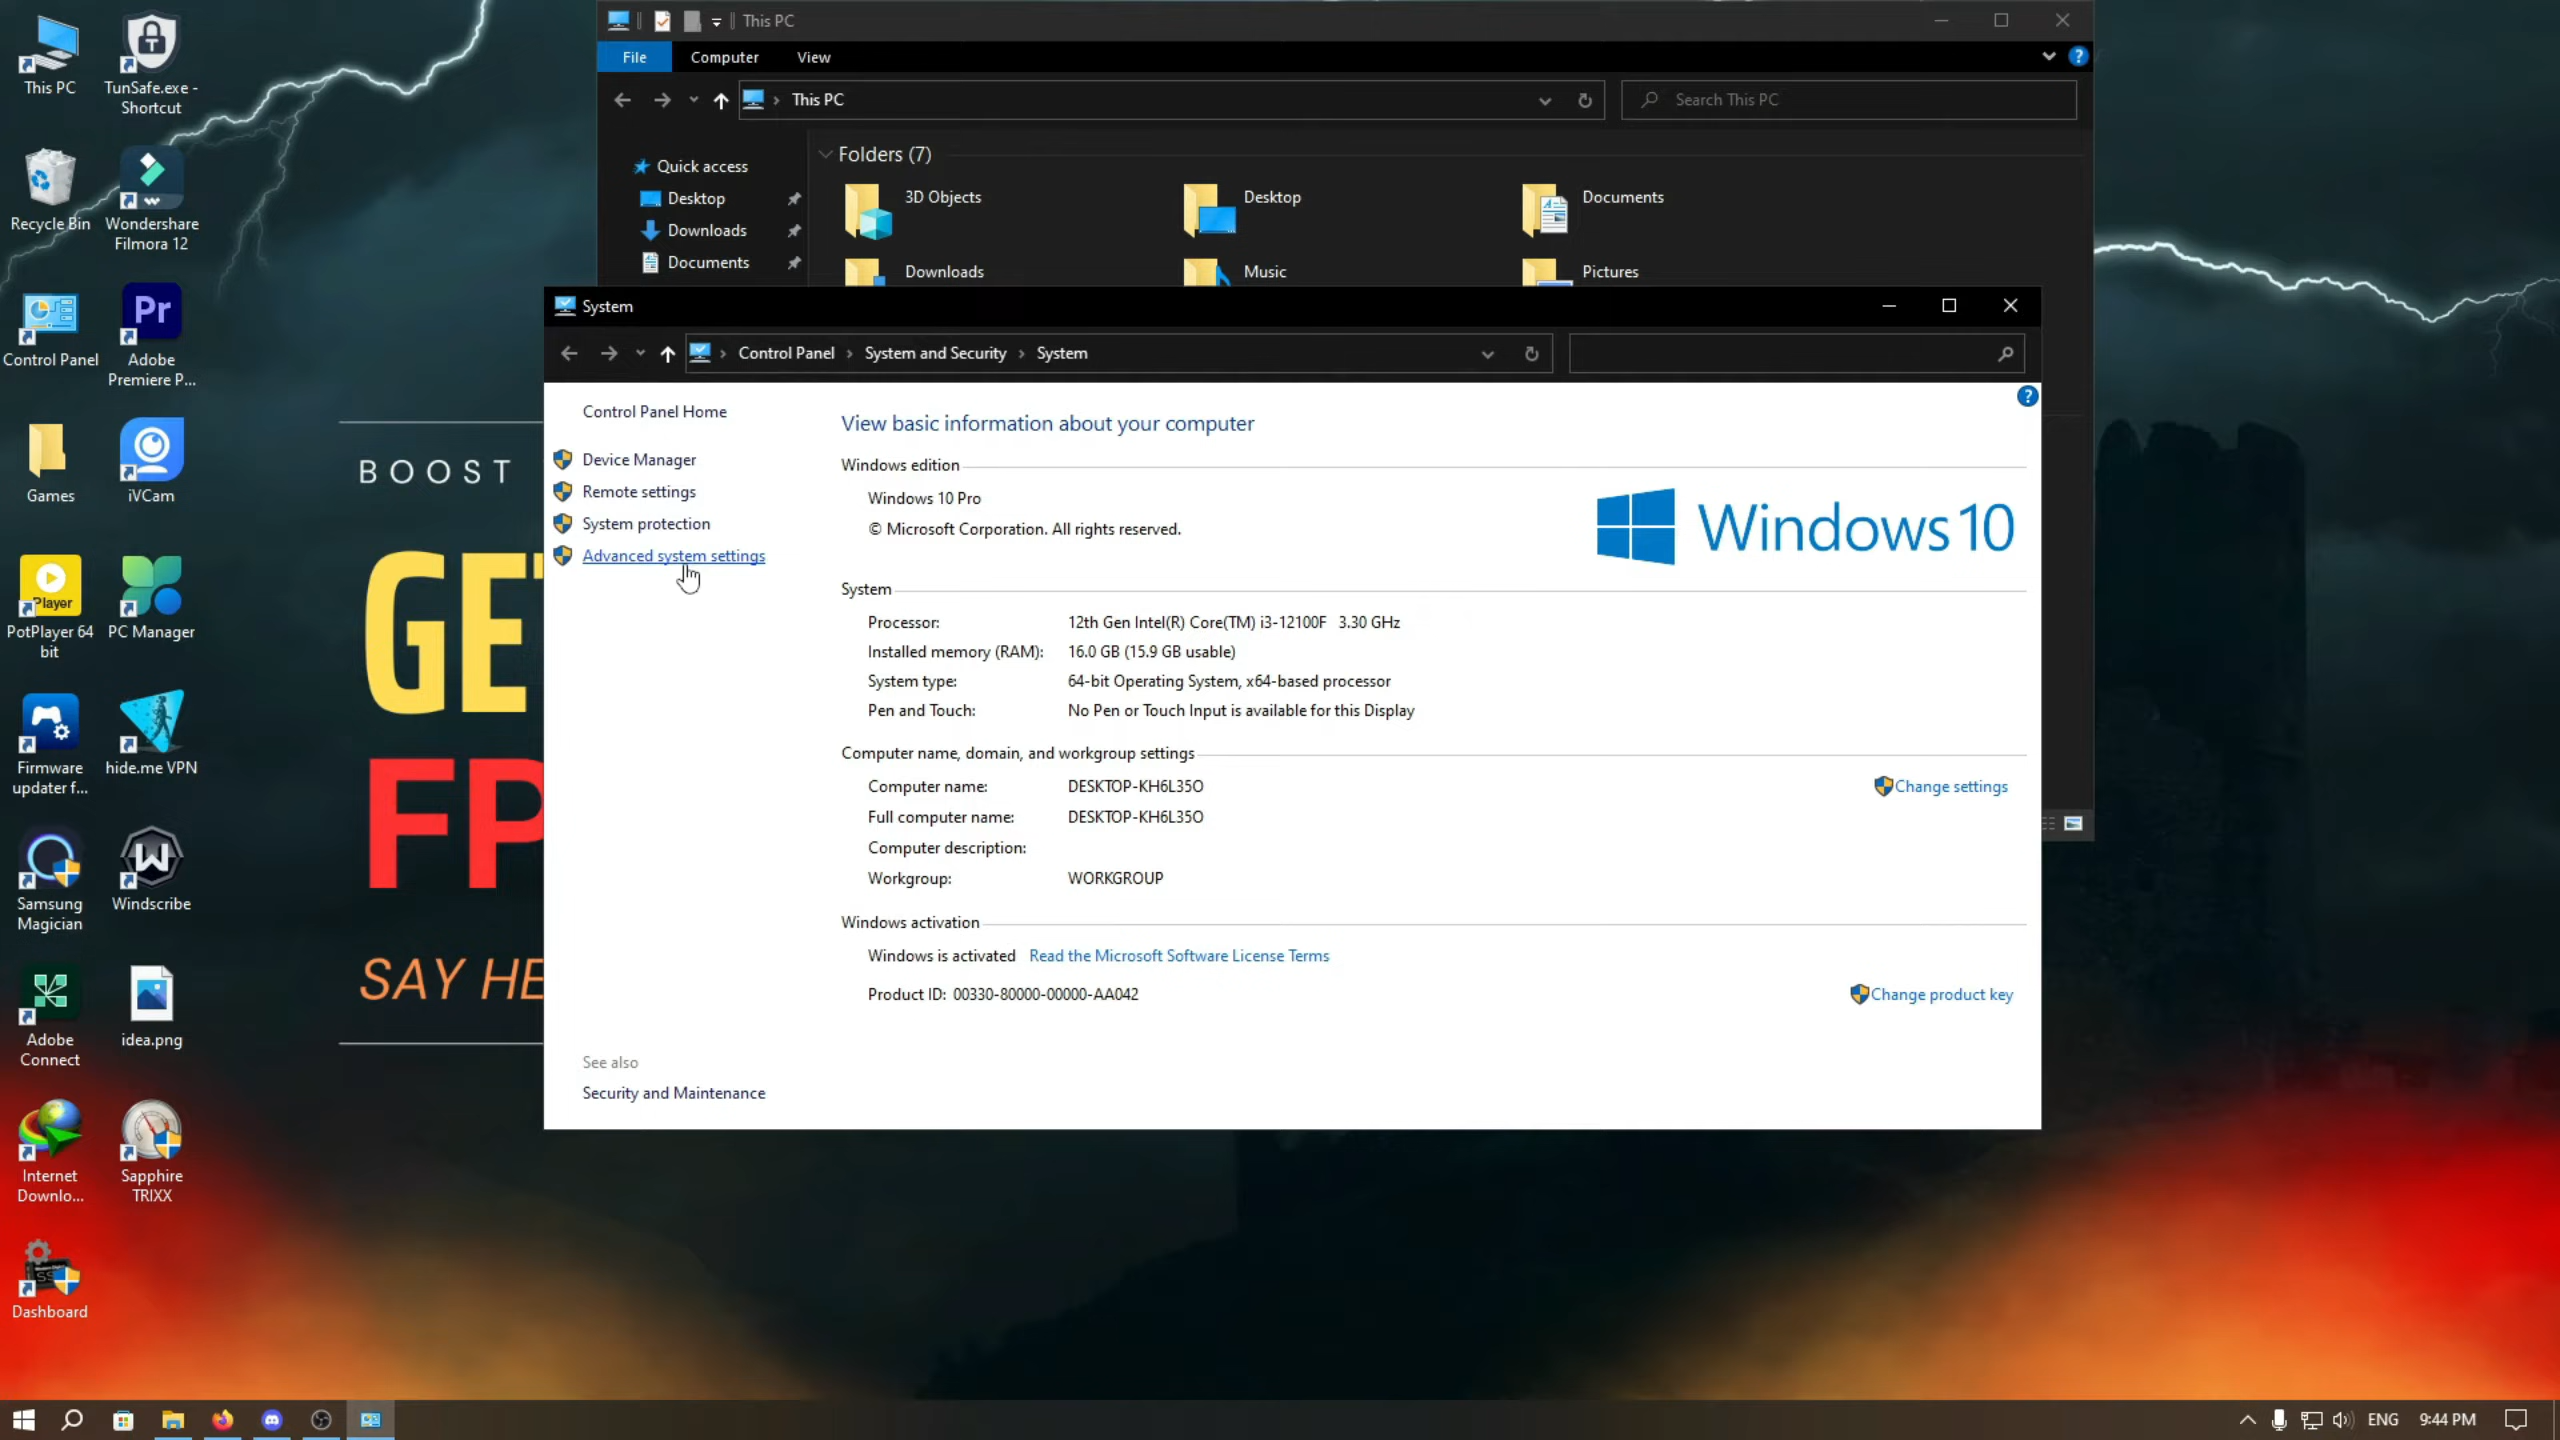 This PC
File
Computer
View
This PC
Search This PC
Quick access
Desktop
Downloads
Documents
Folders (7)
3D Objects
Desktop
Documents
Downloads
Music
Pictures
System
Control Panel
System and Security
System
Control Panel Home
Device Manager
Remote settings
System protection
Advanced system settings
See also
Security and Maintenance
View basic information about your computer
Windows edition
Windows 10 Pro
© Microsoft Corporation. All rights reserved.
Windows 10
System
Processor: 12th Gen Intel(R) Core(TM) i3-12100F 3.30 GHz
Installed memory (RAM): 16.0 GB (15.9 GB usable)
System type: 64-bit Operating System, x64-based processor
Pen and Touch: No Pen or Touch Input is available for this Display
Computer name, domain, and workgroup settings
Computer name: DESKTOP-KH6L35O
Change settings
Full computer name: DESKTOP-KH6L35O
Computer description:
Workgroup: WORKGROUP
Windows activation
Windows is activated Read the Microsoft Software License Terms
Product ID: 00330-80000-00000-AA042
Change product key
This PC
TunSafe.exe -
Shortcut
Recycle Bin
Wondershare
Filmora 12
Control Panel
Adobe
Premiere P...
Pr
Games
iVCam
Player
PotPlayer 64
bit
PC Manager
Firmware
updater f...
hide.me VPN
Samsung
Magician
Windscribe
Adobe
Connect
idea.png
Internet
Downlo...
Sapphire
TRIXX
Dashboard
BOOST
GET
FP
SAY HE
ENG
9:44 PM